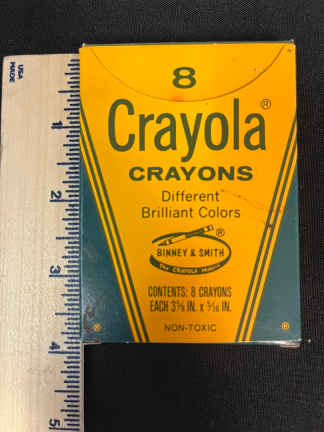 USA
MADE
1
2
3
4
5
8
Crayola®
CRAYONS
Different
Brilliant Colors
®
BINNEY & SMITH
The CRAYOLA Makers
CONTENTS: 8 CRAYONS
EACH 3⅝ IN. x 5/16 IN.
NON-TOXIC
® ®